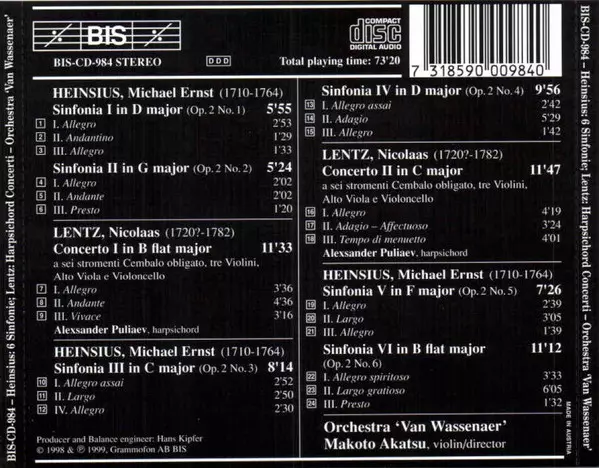 BIS-CD-984 – Heinsius: 6 Sinfonie; Lentz: Harpsichord Concerti – Orchestra 'Van Wassenaer'
BIS
BIS-CD-984 STEREO
D D D
COMPACT
disc
DIGITAL AUDIO
Total playing time: 73'20
7 318590 009840
HEINSIUS, Michael Ernst (1710-1764)
Sinfonia I in D major (Op. 2 No. 1) 5'55
1 I. Allegro 2'53
2 II. Andantino 1'29
3 III. Allegro 1'33
Sinfonia II in G major (Op. 2 No. 2) 5'24
4 I. Allegro 2'02
5 II. Andante 2'02
6 III. Presto 1'20
LENTZ, Nicolaas (1720?-1782)
Concerto I in B flat major 11'33
a sei stromenti Cembalo obligato, tre Violini,
Alto Viola e Violoncello
7 I. Allegro 3'36
8 II. Andante 4'36
9 III. Vivace 3'16
Alexsander Puliaev, harpsichord
HEINSIUS, Michael Ernst (1710-1764)
Sinfonia III in C major (Op. 2 No. 3) 8'14
10 I. Allegro assai 2'52
11 II. Largo 2'50
12 IV. Allegro 2'30
Producer and Balance engineer: Hans Kipfer
© 1998 & ℗ 1999, Grammofon AB BIS
Sinfonia IV in D major (Op. 2 No. 4) 9'56
13 I. Allegro assai 2'42
14 II. Adagio 5'29
15 III. Allegro 1'42
LENTZ, Nicolaas (1720?-1782)
Concerto II in C major 11'47
a sei stromenti Cembalo obligato, tre Violini,
Alto Viola e Violoncello
16 I. Allegro 4'19
17 II. Adagio – Affectuoso 3'24
18 III. Tempo di menuetto 4'01
Alexsander Puliaev, harpsichord
HEINSIUS, Michael Ernst (1710-1764)
Sinfonia V in F major (Op. 2 No. 5) 7'26
19 I. Allegro 2'39
20 II. Largo 3'05
21 III. Allegro 1'39
Sinfonia VI in B flat major 11'12
(Op. 2 No. 6)
22 I. Allegro spiritoso 3'33
23 II. Largo gratioso 6'05
24 III. Presto 1'32
Orchestra 'Van Wassenaer'
Makoto Akatsu, violin/director
MADE IN AUSTRIA
BIS-CD-984 – Heinsius: 6 Sinfonie; Lentz: Harpsichord Concerti – Orchestra 'Van Wassenaer'